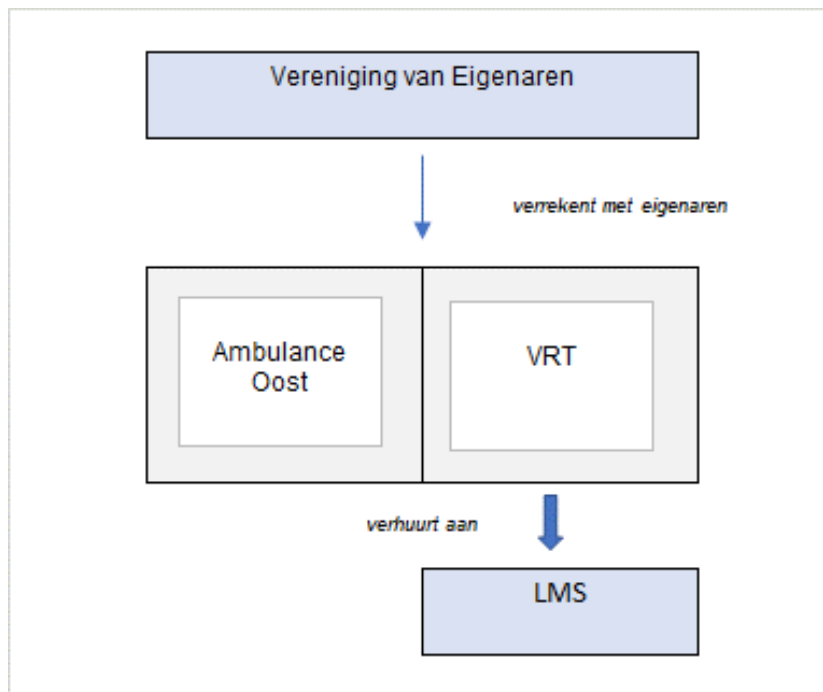 Vereniging van Eigenaren
verrekent met eigenaren
Ambulance
Oost
VRT
verhuurt aan
LMS